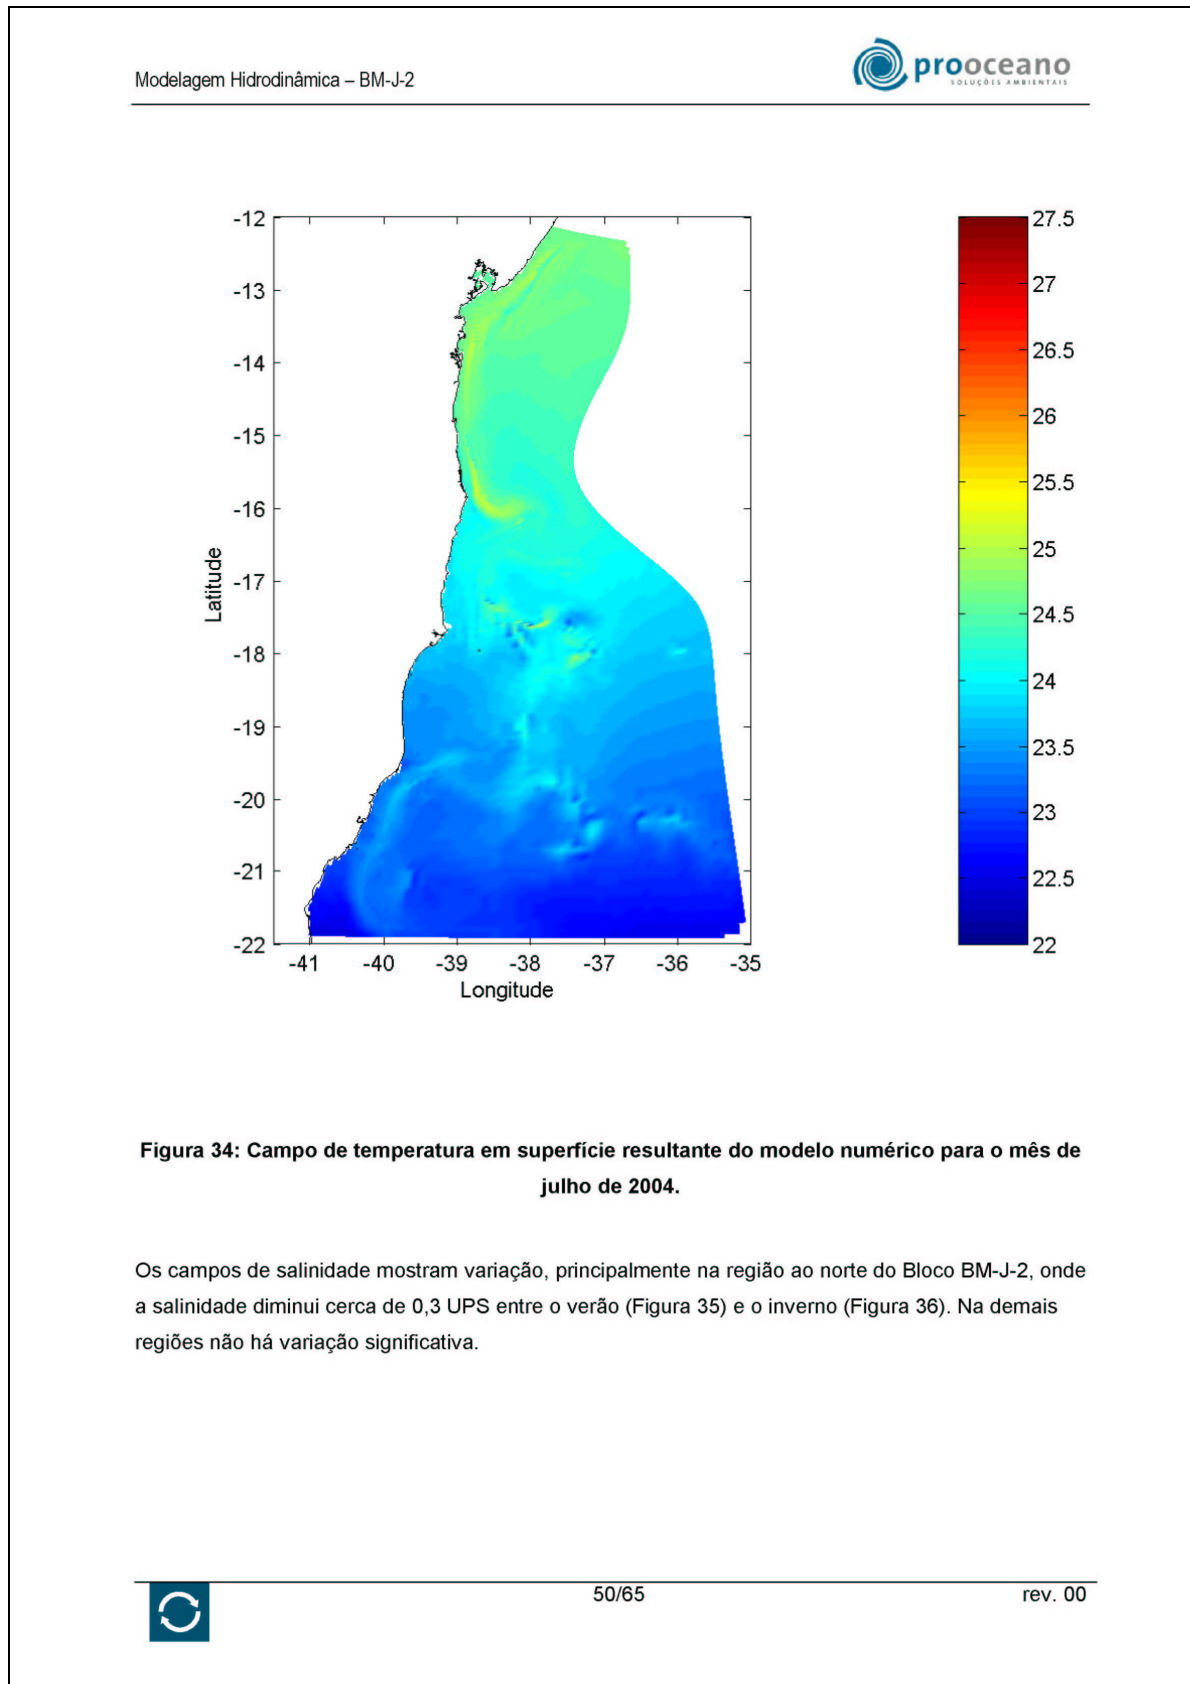 Modelagem Hidrodinâmica – BM-J-2
prooceano
SOLUÇÕES AMBIENTAIS
-12
-13
-14
-15
-16
-17
-18
-19
-20
-21
-22
Latitude
-41 -40 -39 -38 -37 -36 -35
Longitude
27.5
27
26.5
26
25.5
25
24.5
24
23.5
23
22.5
22
Figura 34: Campo de temperatura em superfície resultante do modelo numérico para o mês de
julho de 2004.
Os campos de salinidade mostram variação, principalmente na região ao norte do Bloco BM-J-2, onde
a salinidade diminui cerca de 0,3 UPS entre o verão (Figura 35) e o inverno (Figura 36). Na demais
regiões não há variação significativa.
50/65 rev. 00